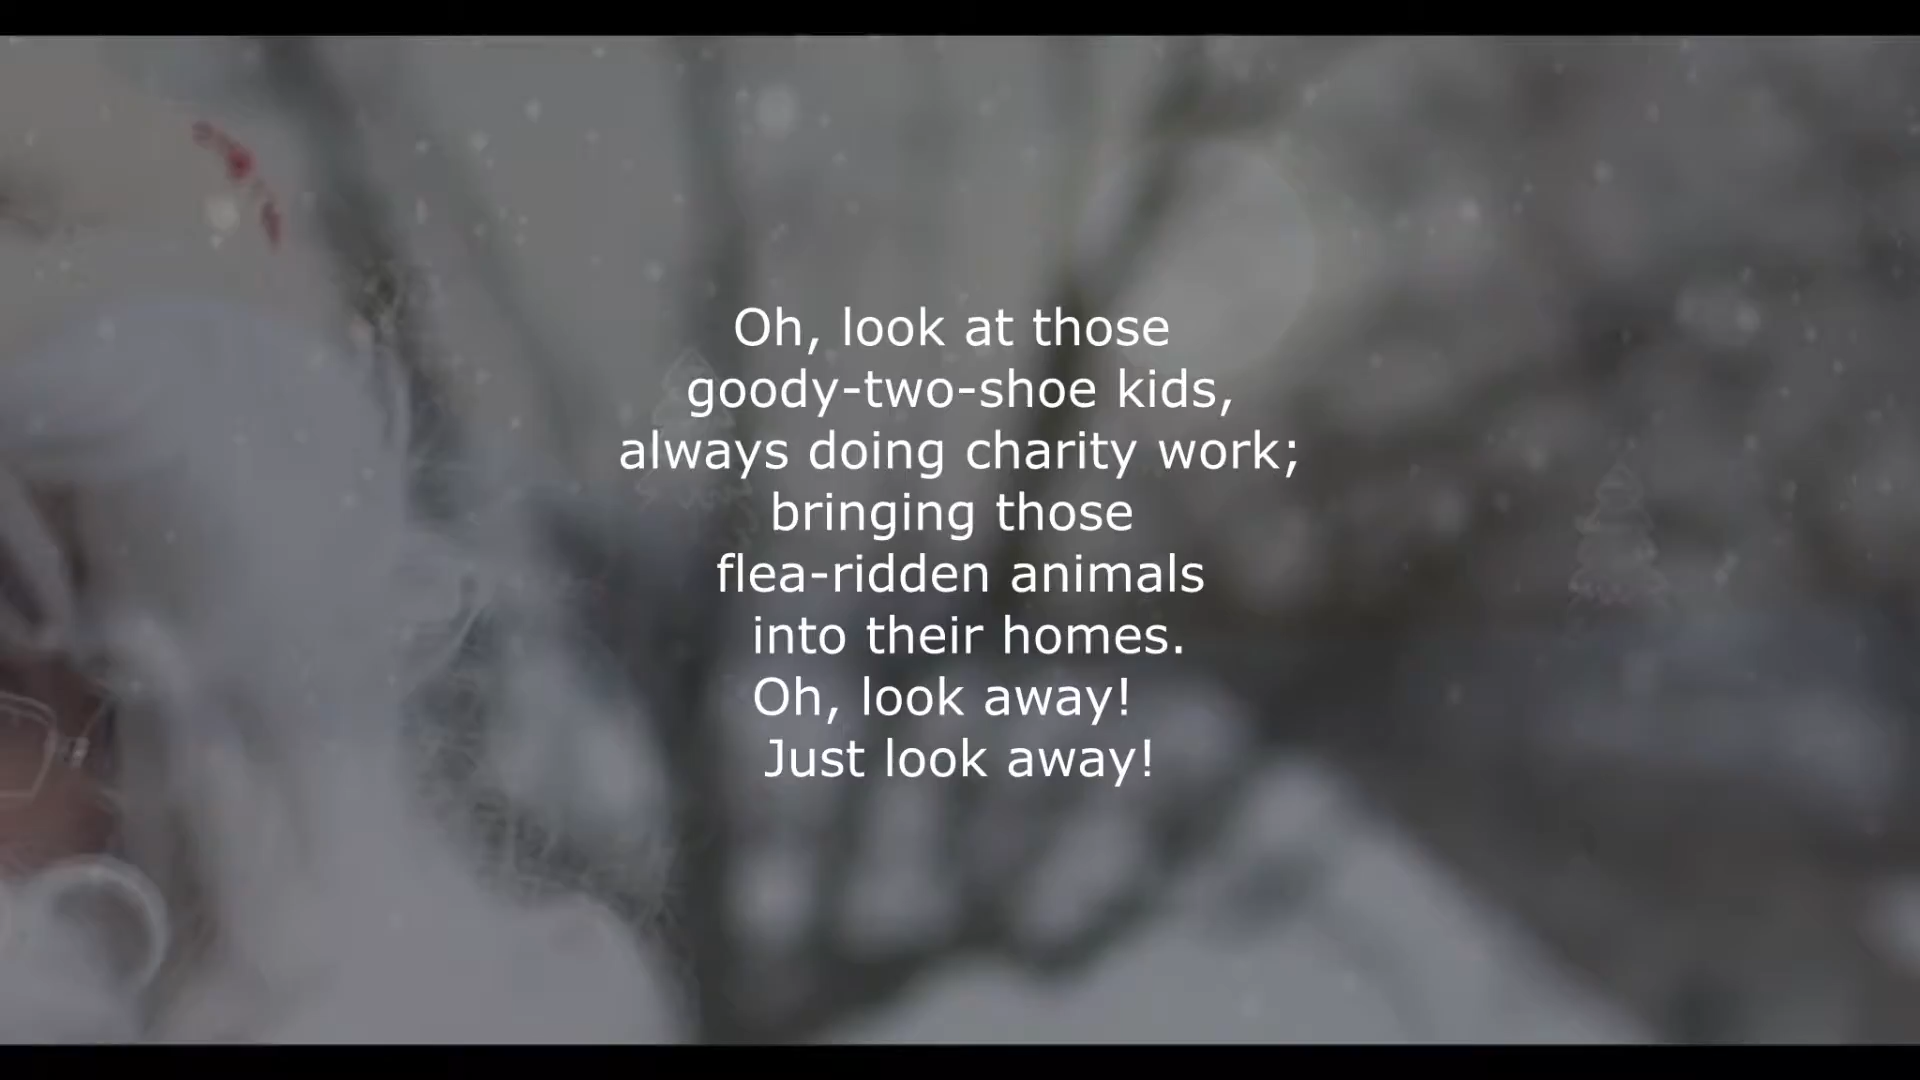 Oh, look at those
goody-two-shoe kids,
always doing charity work;
bringing those
flea-ridden animals
into their homes.
Oh, look away!
Just look away!